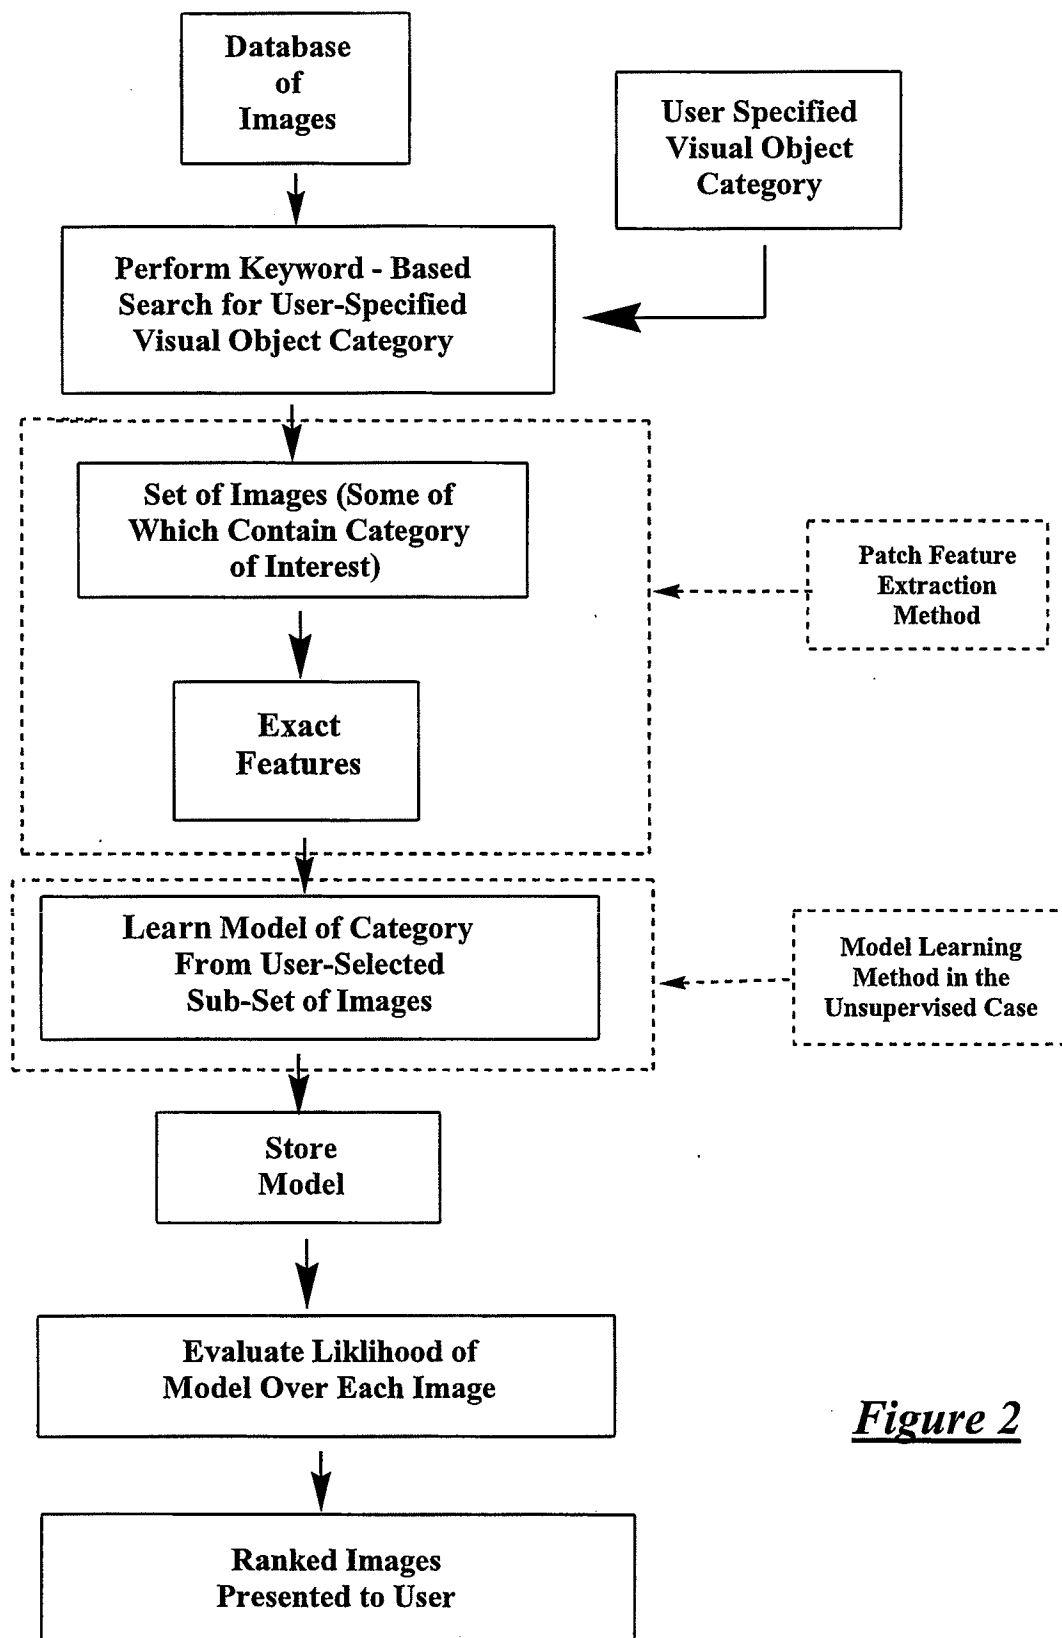 Database
of
Images
User Specified
Visual Object
Category
Perform Keyword - Based
Search for User-Specified
Visual Object Category
Set of Images (Some of
Which Contain Category
of Interest)
Patch Feature
Extraction
Method
Exact
Features
Learn Model of Category
From User-Selected
Sub-Set of Images
Model Learning
Method in the
Unsupervised Case
Store
Model
Evaluate Liklihood of
Model Over Each Image
Figure 2
Ranked Images
Presented to User